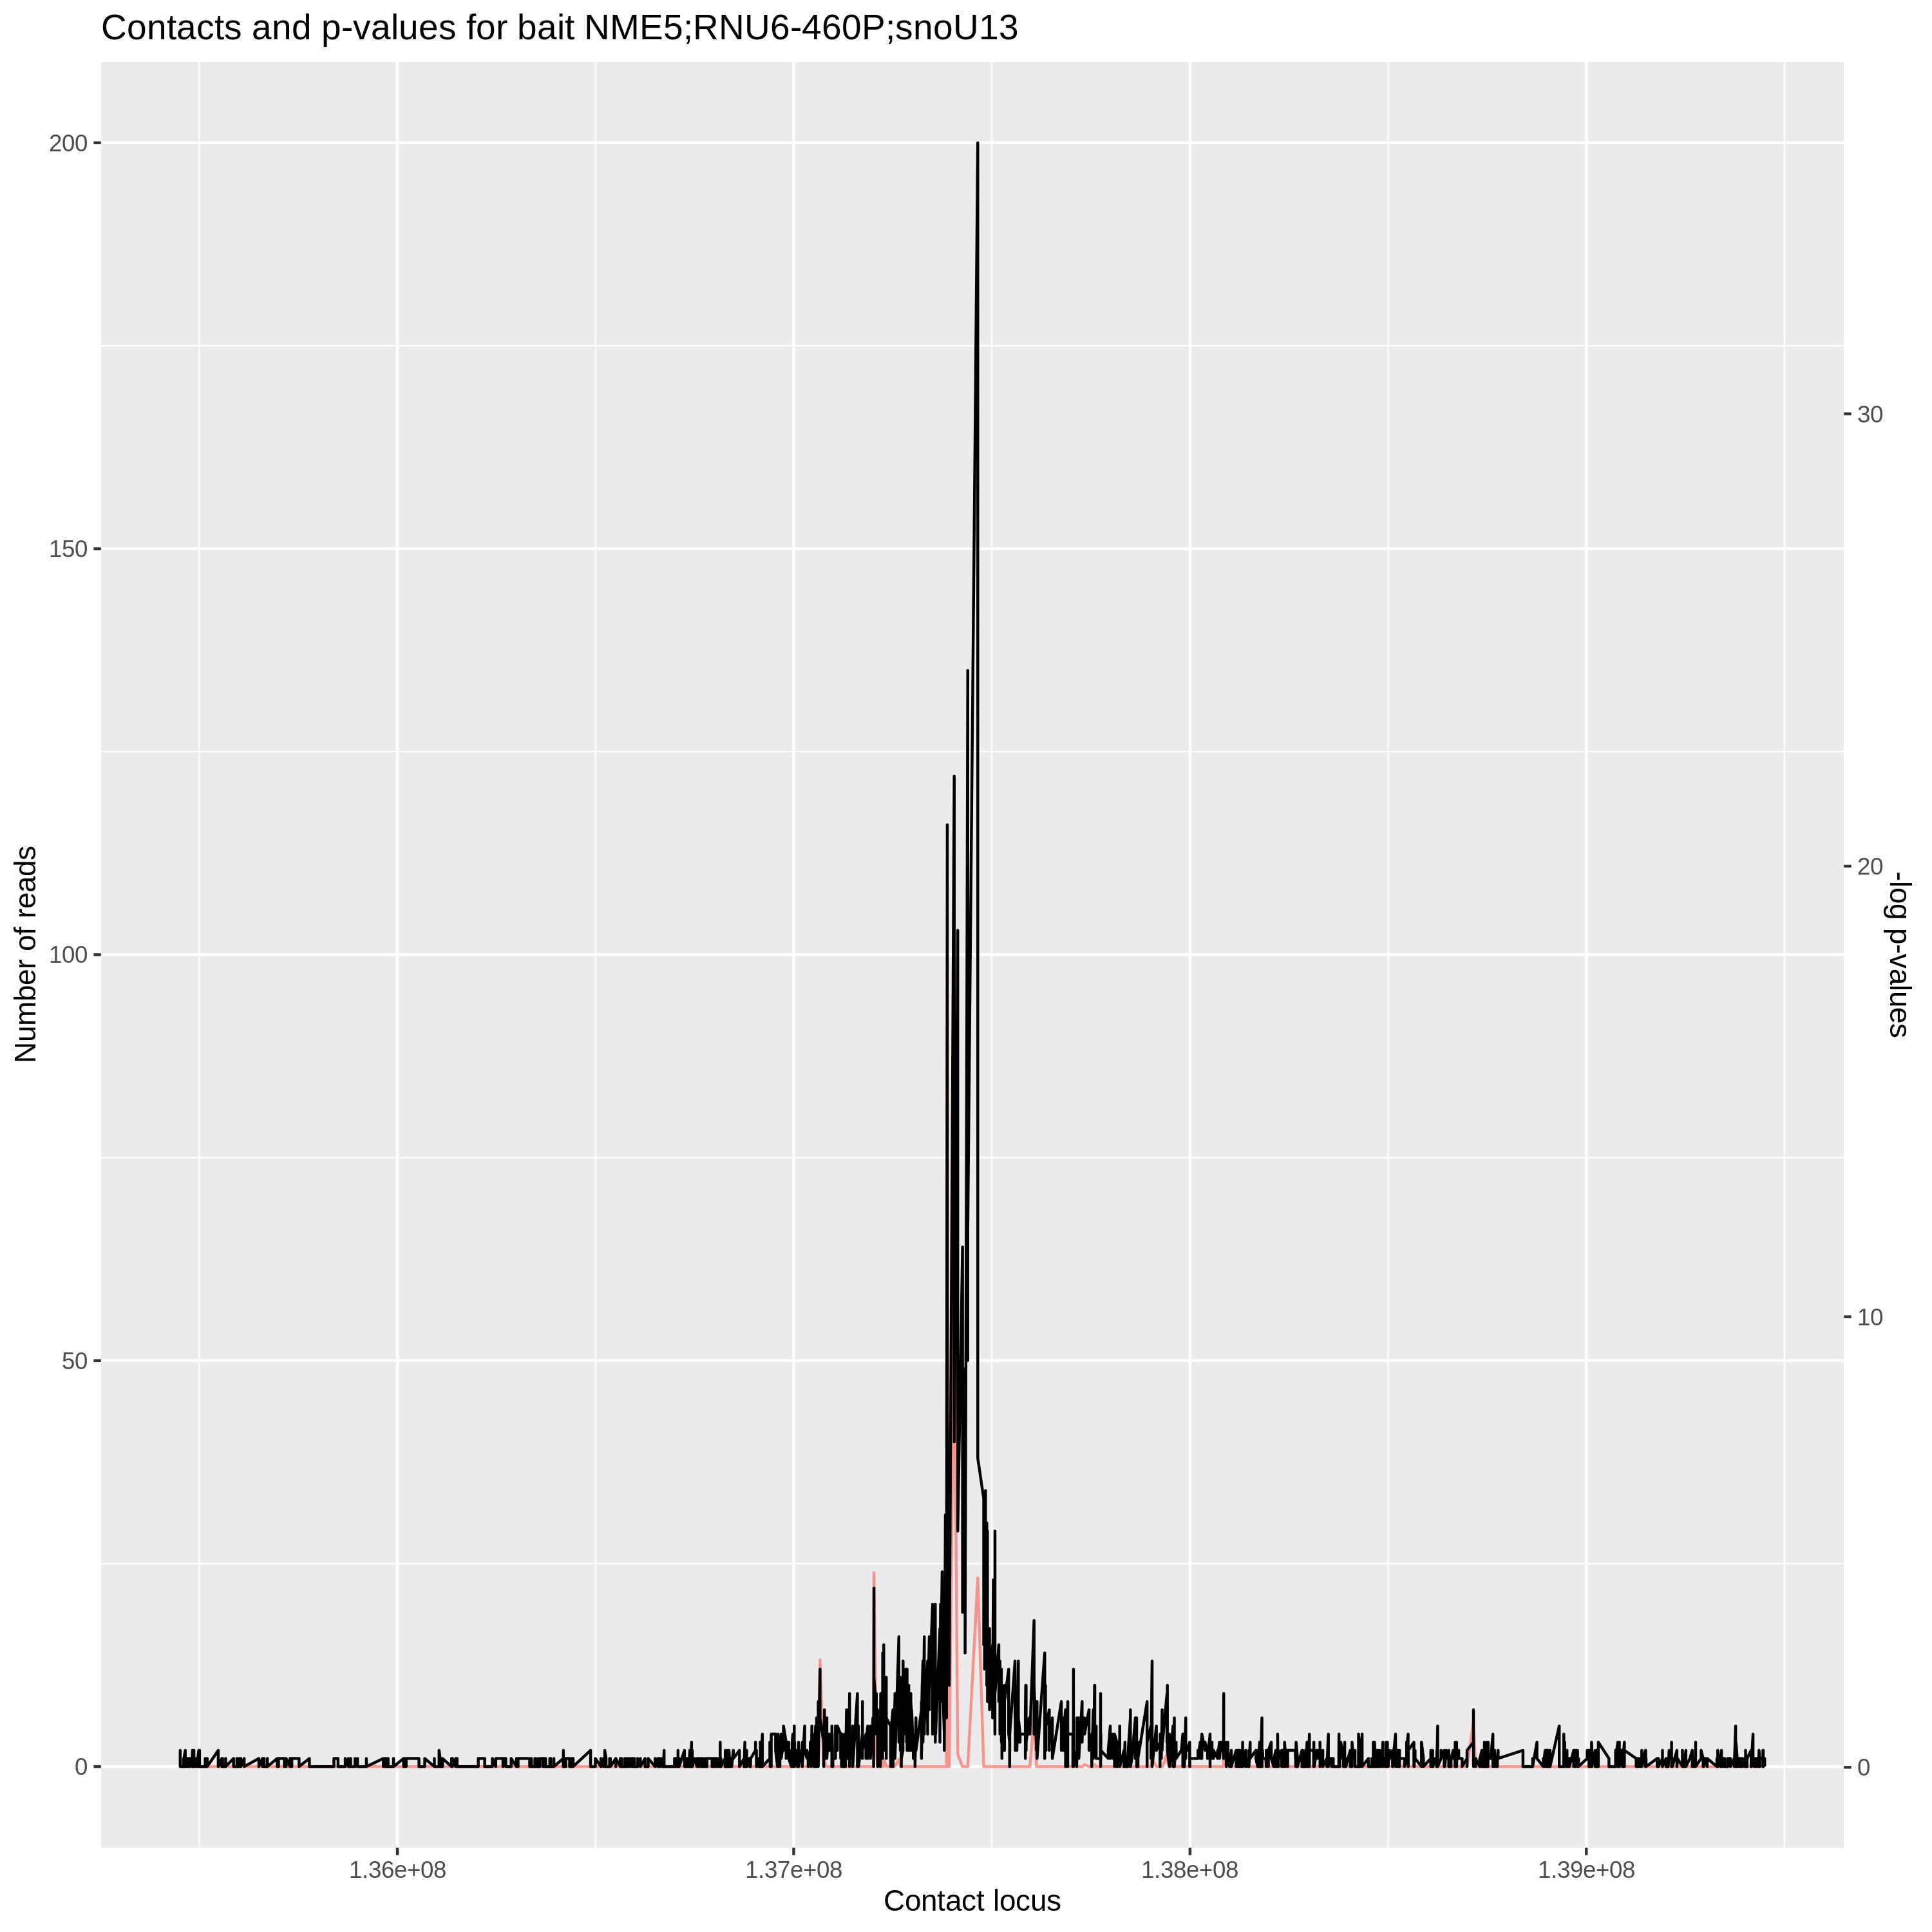 Contacts and p-values for bait NME5;RNU6-460P;snoU13
200
150
100
50
0
Number of reads
30
20
10
0
-log p-values
1.36e+08
1.37e+08
1.38e+08
1.39e+08
Contact locus